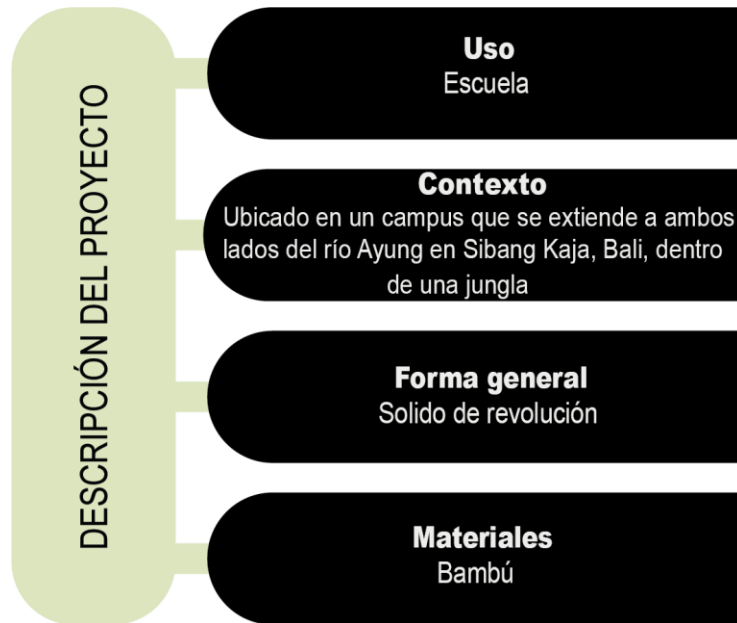 DESCRIPCIÓN DEL PROYECTO
Uso
Escuela
Contexto
Ubicado en un campus que se extiende a ambos
lados del río Ayung en Sibang Kaja, Bali, dentro
de una jungla
Forma general
Solido de revolución
Materiales
Bambú